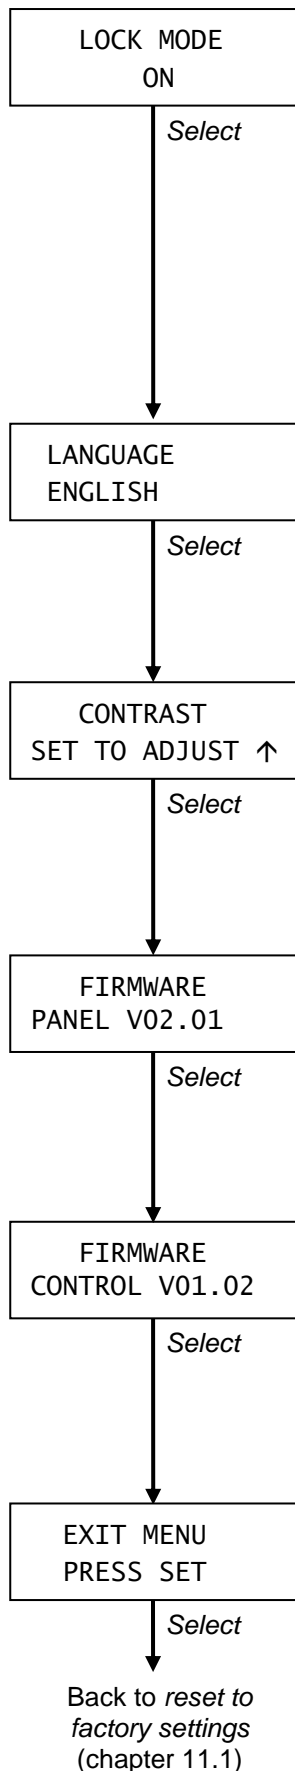 LOCK MODE
ON
Select
LANGUAGE
ENGLISH
Select
CONTRAST
SET TO ADJUST ↑
Select
FIRMWARE
PANEL V02.01
Select
FIRMWARE
CONTROL V01.02
Select
EXIT MENU
PRESS SET
Select
Back to reset to
factory settings
(chapter 11.1)